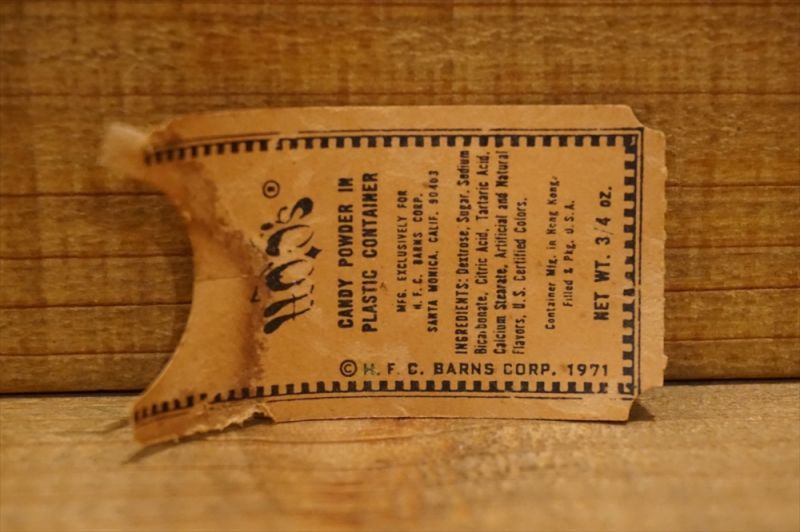 ®
CANDY POWDER IN
PLASTIC CONTAINER
MFG. EXCLUSIVELY FOR
H. F. C. BARNS CORP.
SANTA MONICA, CALIF. 90403
INGREDIENTS: Dextrose, Sugar, Sodium
Bicarbonate, Citric Acid, Tartaric Acid,
Calcium Stearate, Artificial and Natural
Flavors, U.S. Certified Colors.
Container Mfg. in Hong Kong.
Filled & Pkg. U.S.A.
NET WT. 3/4 oz.
© H. F. C. BARNS CORP. 1971